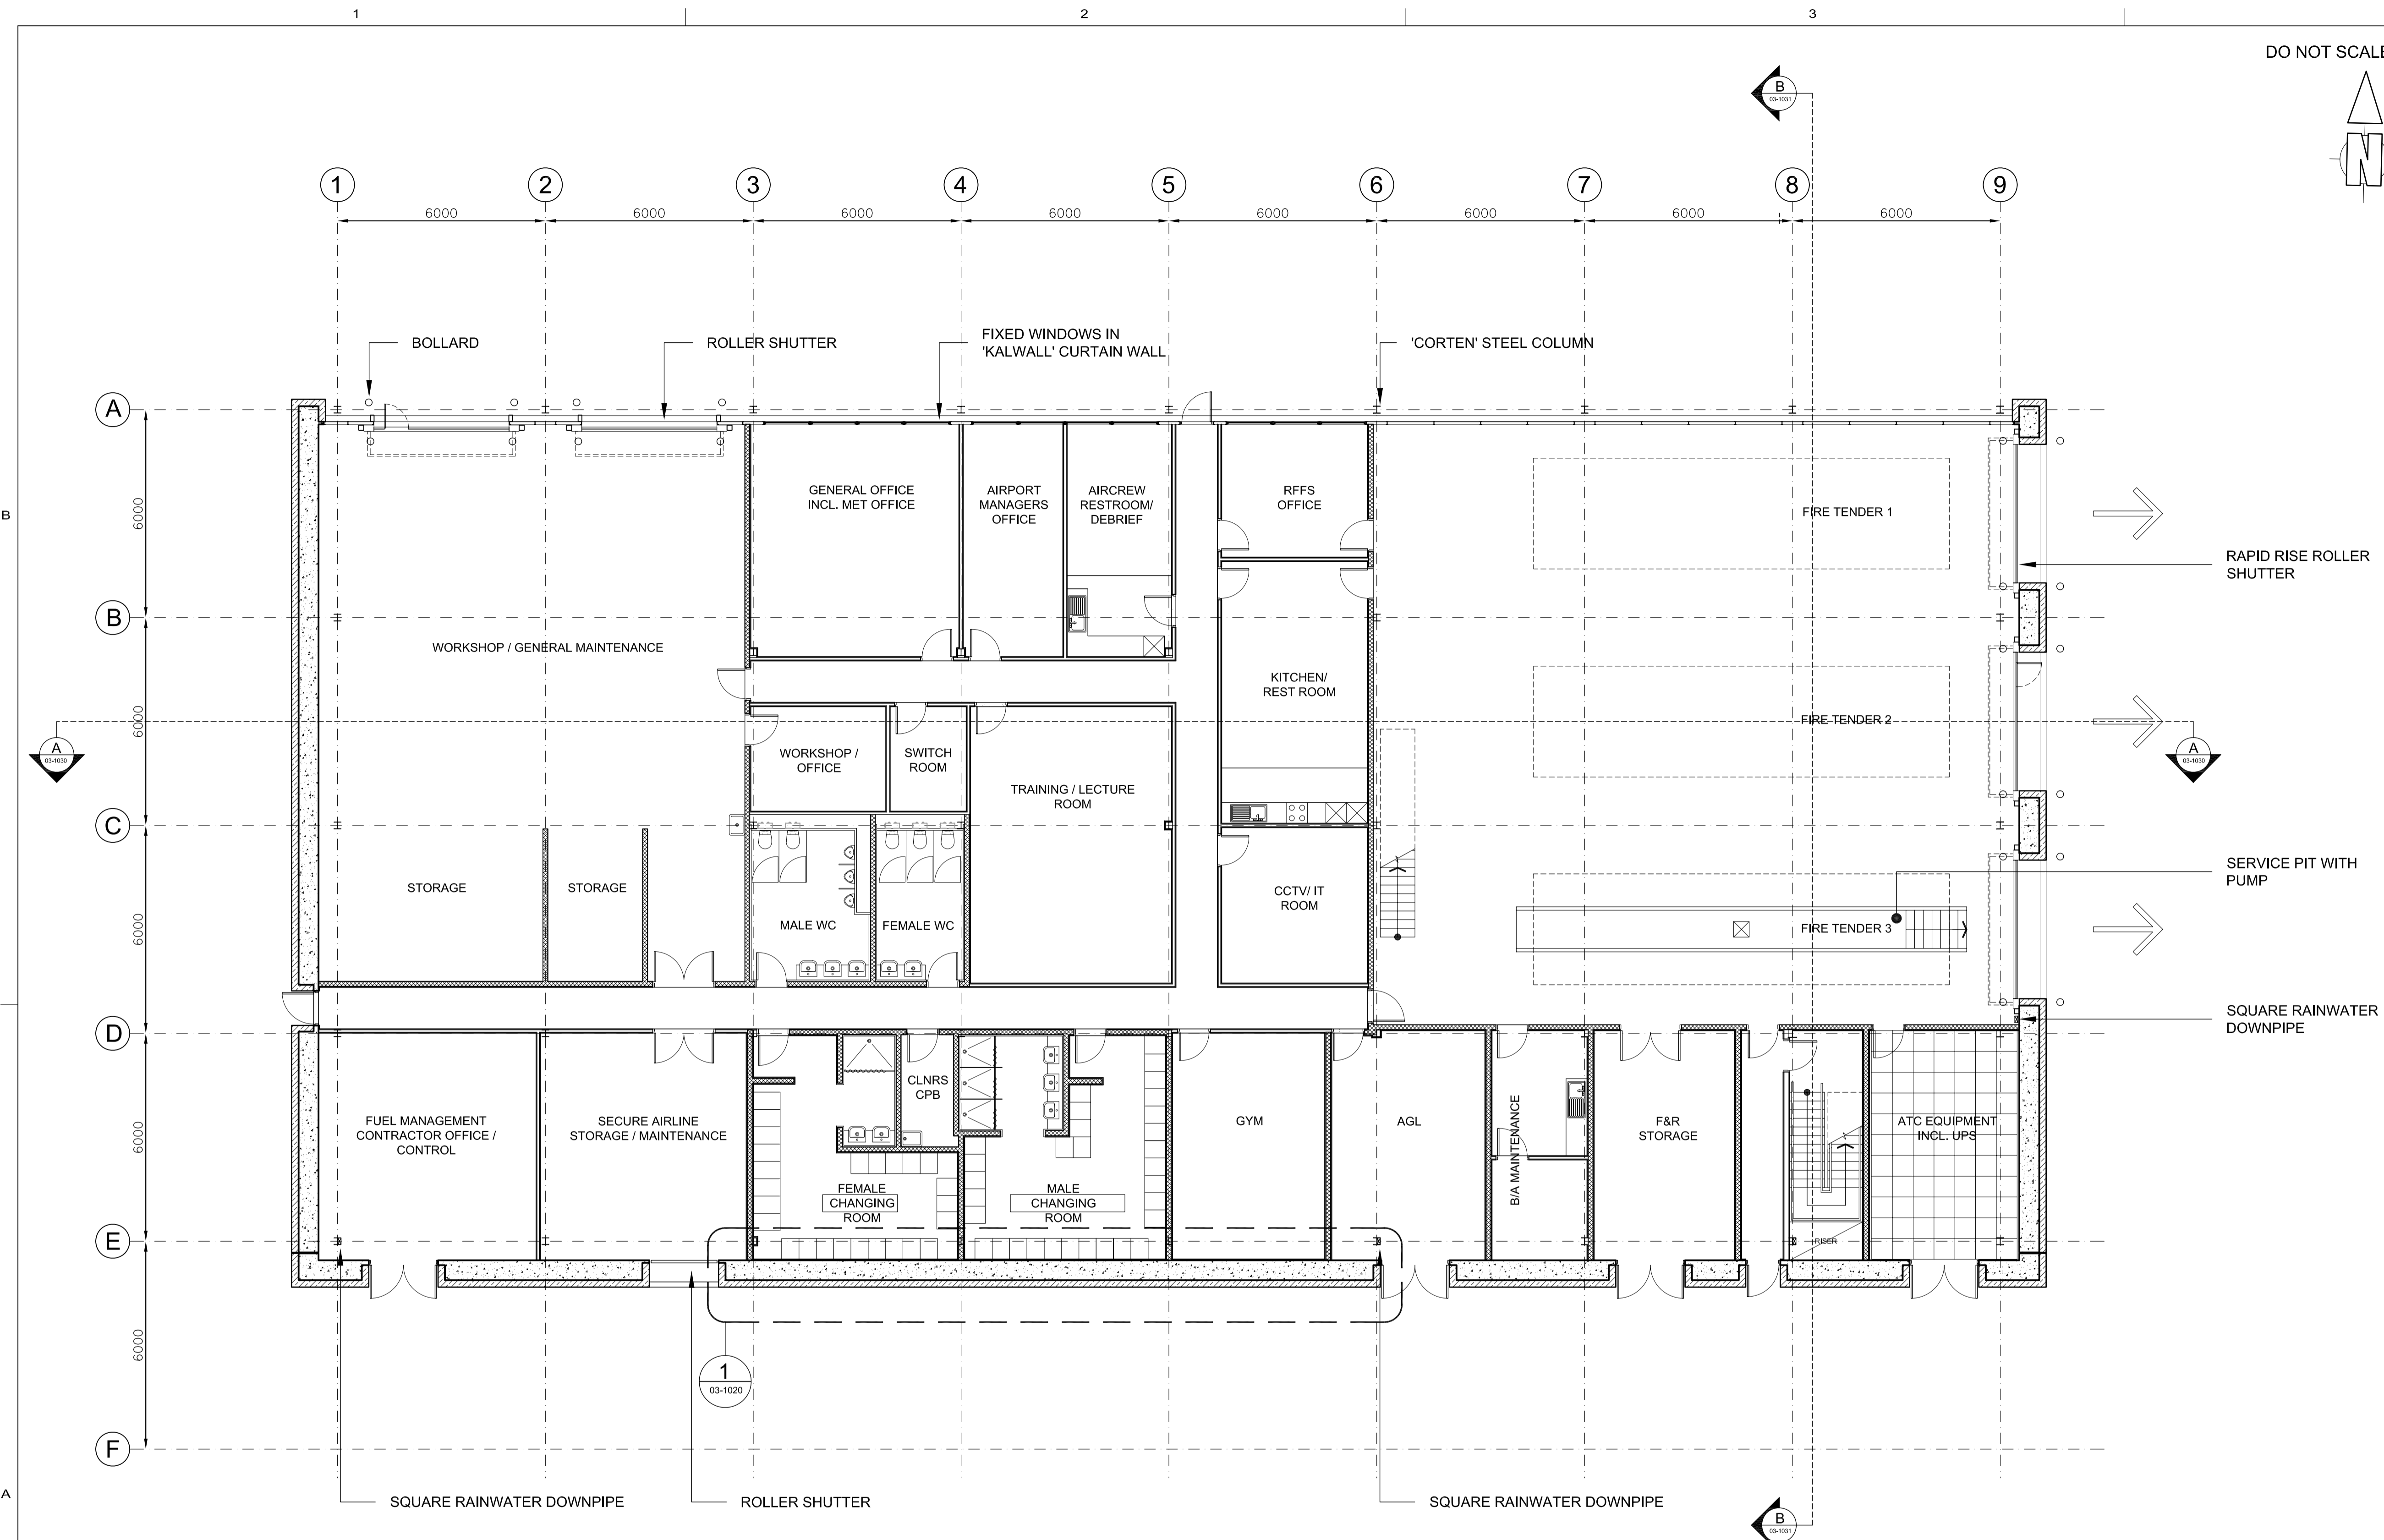 1
2
3
DO NOT SCALE
N
B
03-1031
1
2
3
4
5
6
7
8
9
6000
6000
6000
6000
6000
6000
6000
6000
BOLLARD
ROLLER SHUTTER
FIXED WINDOWS IN
'KALWALL' CURTAIN WALL
'CORTEN' STEEL COLUMN
A
B
6000
GENERAL OFFICE
INCL. MET OFFICE
AIRPORT
MANAGERS
OFFICE
AIRCREW
RESTROOM/
DEBRIEF
RFFS
OFFICE
FIRE TENDER 1
RAPID RISE ROLLER
SHUTTER
B
WORKSHOP / GENERAL MAINTENANCE
KITCHEN/
REST ROOM
6000
FIRE TENDER 2
A
03-1030
WORKSHOP /
OFFICE
SWITCH
ROOM
TRAINING / LECTURE
ROOM
A
03-1030
C
STORAGE
STORAGE
MALE WC
FEMALE WC
CCTV/ IT
ROOM
6000
FIRE TENDER 3
SERVICE PIT WITH
PUMP
SQUARE RAINWATER
DOWNPIPE
D
6000
FUEL MANAGEMENT
CONTRACTOR OFFICE /
CONTROL
SECURE AIRLINE
STORAGE / MAINTENANCE
CLNRS
CPB
FEMALE
CHANGING
ROOM
MALE
CHANGING
ROOM
GYM
AGL
B/A MAINTENANCE
F&R
STORAGE
ATC EQUIPMENT
INCL. UPS
RISER
E
6000
1
03-1020
F
A
SQUARE RAINWATER DOWNPIPE
ROLLER SHUTTER
SQUARE RAINWATER DOWNPIPE
B
03-1031